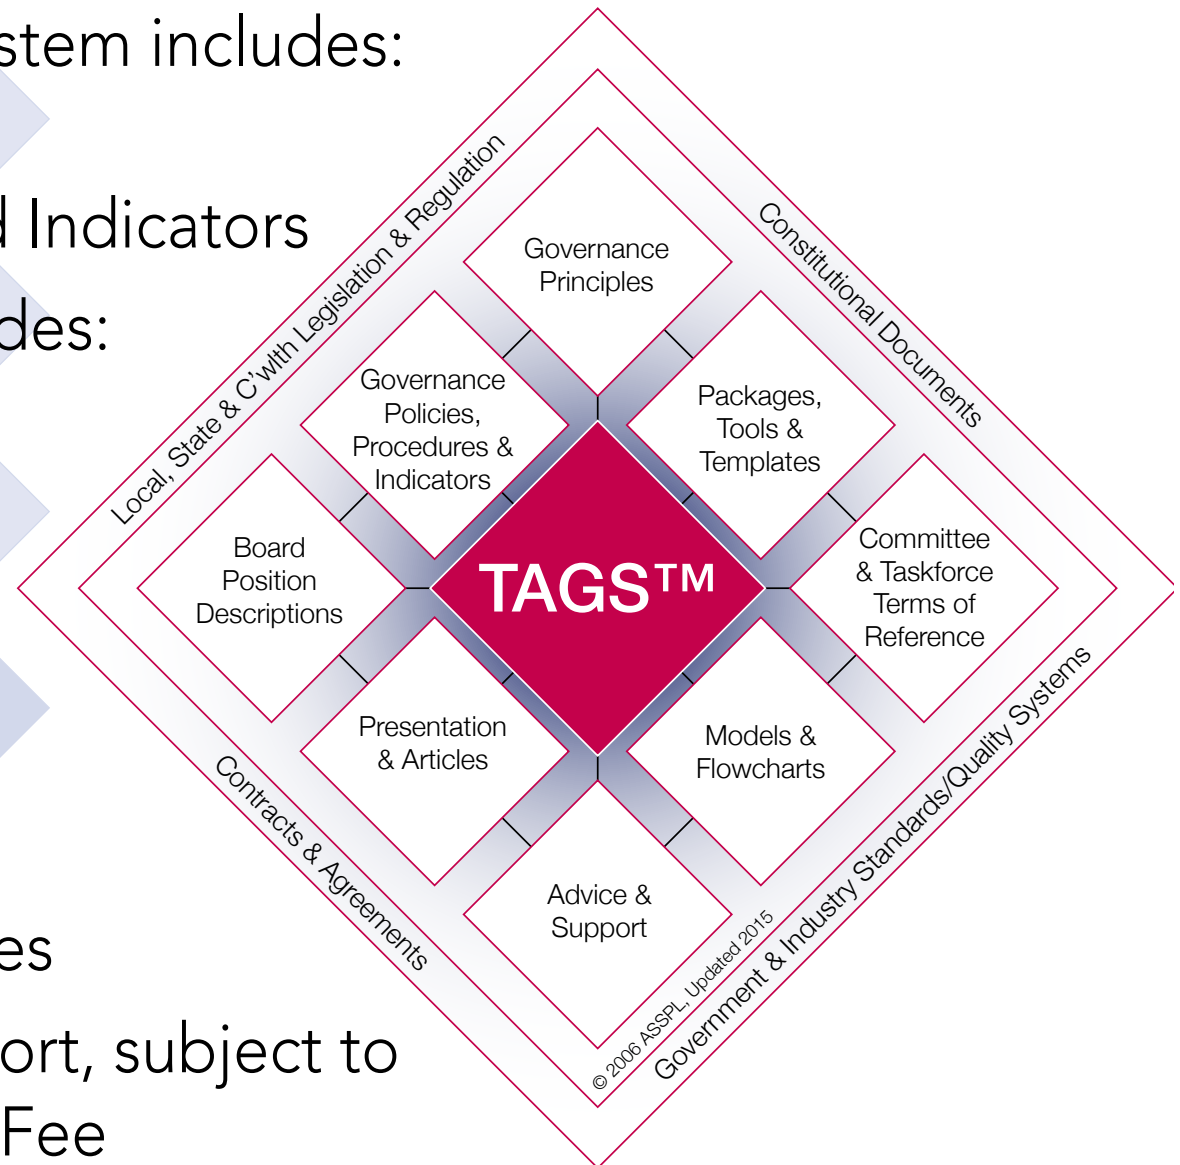 stem includes:
d Indicators
des:
es
ort, subject to
Fee
Local, State & C'with Legislation & Regulation
Constitutional Documents
Governance
Principles
Governance
Policies,
Procedures &
Indicators
Packages,
Tools &
Templates
Board
Position
Descriptions
TAGS™
Committee
& Taskforce
Terms of
Reference
Presentation
& Articles
Models &
Flowcharts
Advice &
Support
Contracts & Agreements
© 2006 ASSPL, Updated 2015
Government & Industry Standards/Quality Systems